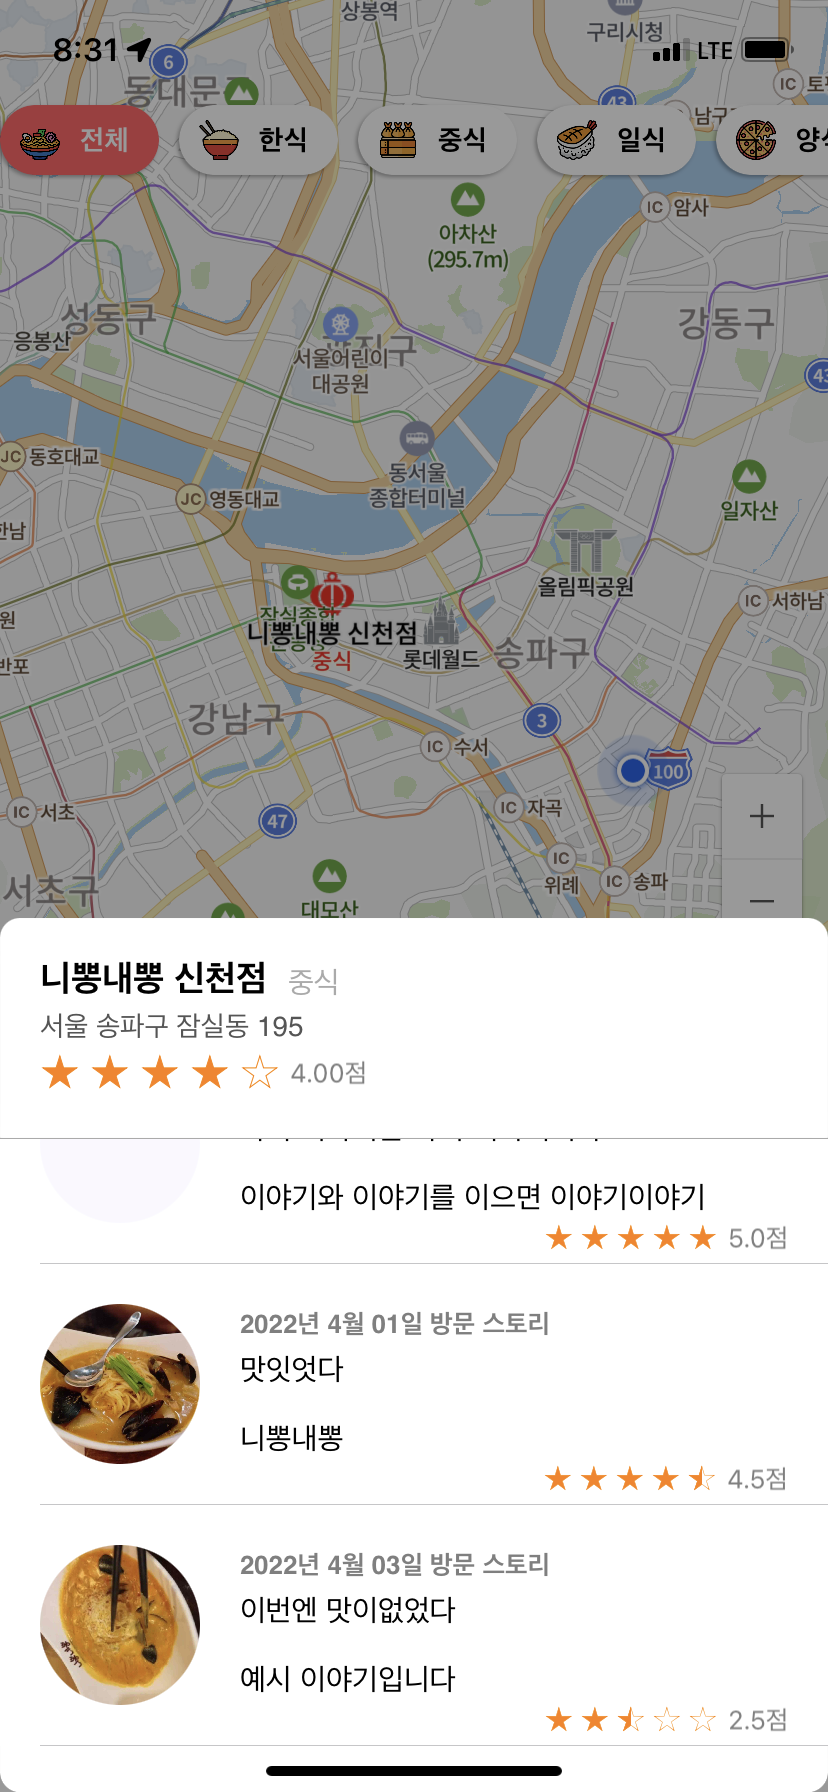 상봉역
구리시청
8:31
LTE
6
43
IC
토평
동대문구
남구리
전체
한식
중식
일식
양식
IC 암사
아차산
(295.7m)
성동구
응봉산
강동구
서울어린이
대공원
43
JC 동호대교
JC 영동대교
동서울
종합터미널
일자산
한남
올림픽공원
IC 서하남
원
니뽕내뽕 신천점
중식
롯데월드
송파구
반포
강남구
3
IC 수서
100
IC 서초
47
IC 자곡
+
IC
위례
IC 송파
서초구
대모산
−
니뽕내뽕 신천점 중식
서울 송파구 잠실동 195
★ ★ ★ ★ ☆ 4.00점
이야기와 이야기를 이으면 이야기이야기
5.0점
2022년 4월 01일 방문 스토리
맛잇엇다
니뽕내뽕
4.5점
2022년 4월 03일 방문 스토리
이번엔 맛이없었다
예시 이야기입니다
2.5점